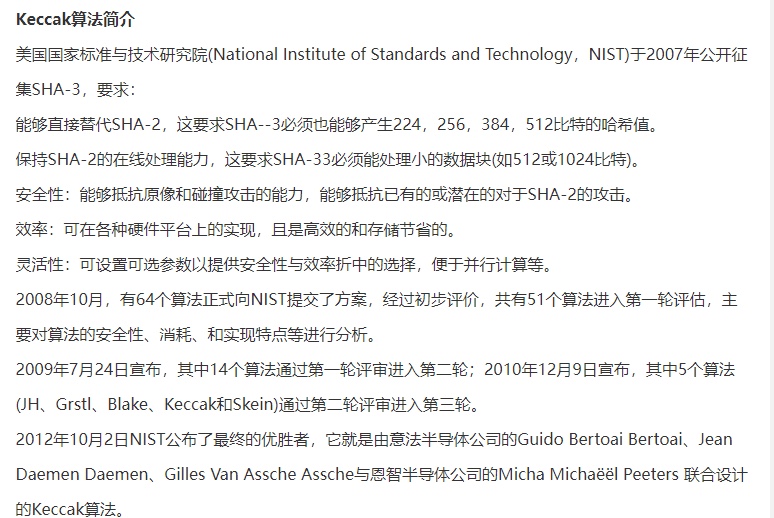 Keccak算法简介
美国国家标准与技术研究院(National Institute of Standards and Technology，NIST)于2007年公开征
集SHA-3，要求：
能够直接替代SHA-2，这要求SHA--3必须也能够产生224，256，384，512比特的哈希值。
保持SHA-2的在线处理能力，这要求SHA-33必须能处理小的数据块(如512或1024比特)。
安全性：能够抵抗原像和碰撞攻击的能力，能够抵抗已有的或潜在的对于SHA-2的攻击。
效率：可在各种硬件平台上的实现，且是高效的和存储节省的。
灵活性：可设置可选参数以提供安全性与效率折中的选择，便于并行计算等。
2008年10月，有64个算法正式向NIST提交了方案，经过初步评价，共有51个算法进入第一轮评估，主
要对算法的安全性、消耗、和实现特点等进行分析。
2009年7月24日宣布，其中14个算法通过第一轮评审进入第二轮；2010年12月9日宣布，其中5个算法
(JH、Grstl、Blake、Keccak和Skein)通过第二轮评审进入第三轮。
2012年10月2日NIST公布了最终的优胜者，它就是由意法半导体公司的Guido Bertoai Bertoai、Jean
Daemen Daemen、Gilles Van Assche Assche与恩智半导体公司的Micha Michaëël Peeters 联合设计
的Keccak算法。